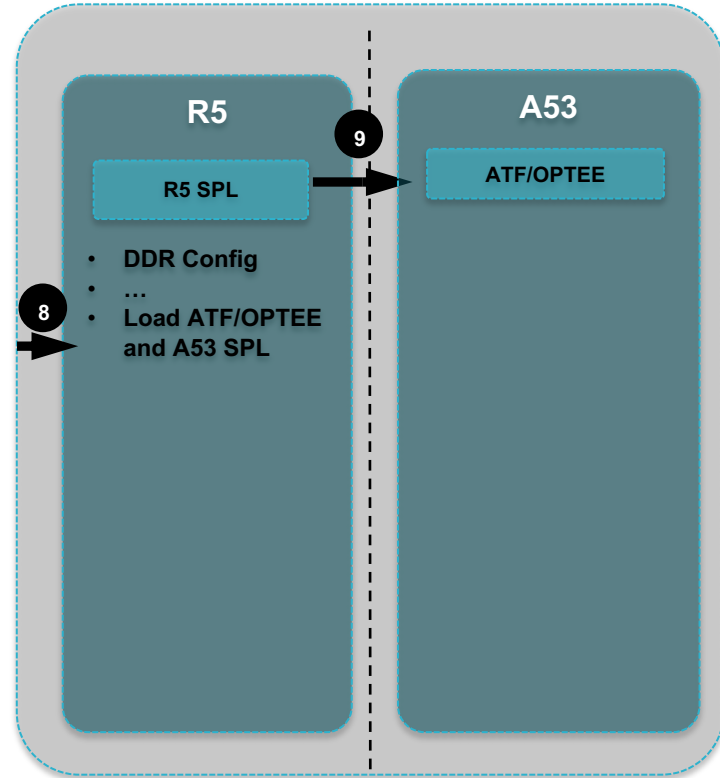 R5
R5 SPL
• DDR Config
• …
• Load ATF/OPTEE
and A53 SPL
8
9
A53
ATF/OPTEE